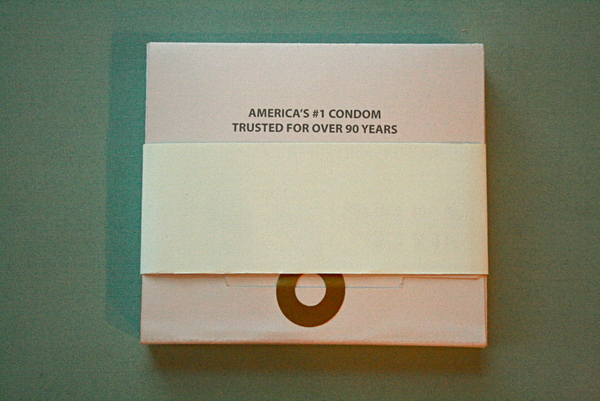 AMERICA'S #1 CONDOM
TRUSTED FOR OVER 90 YEARS